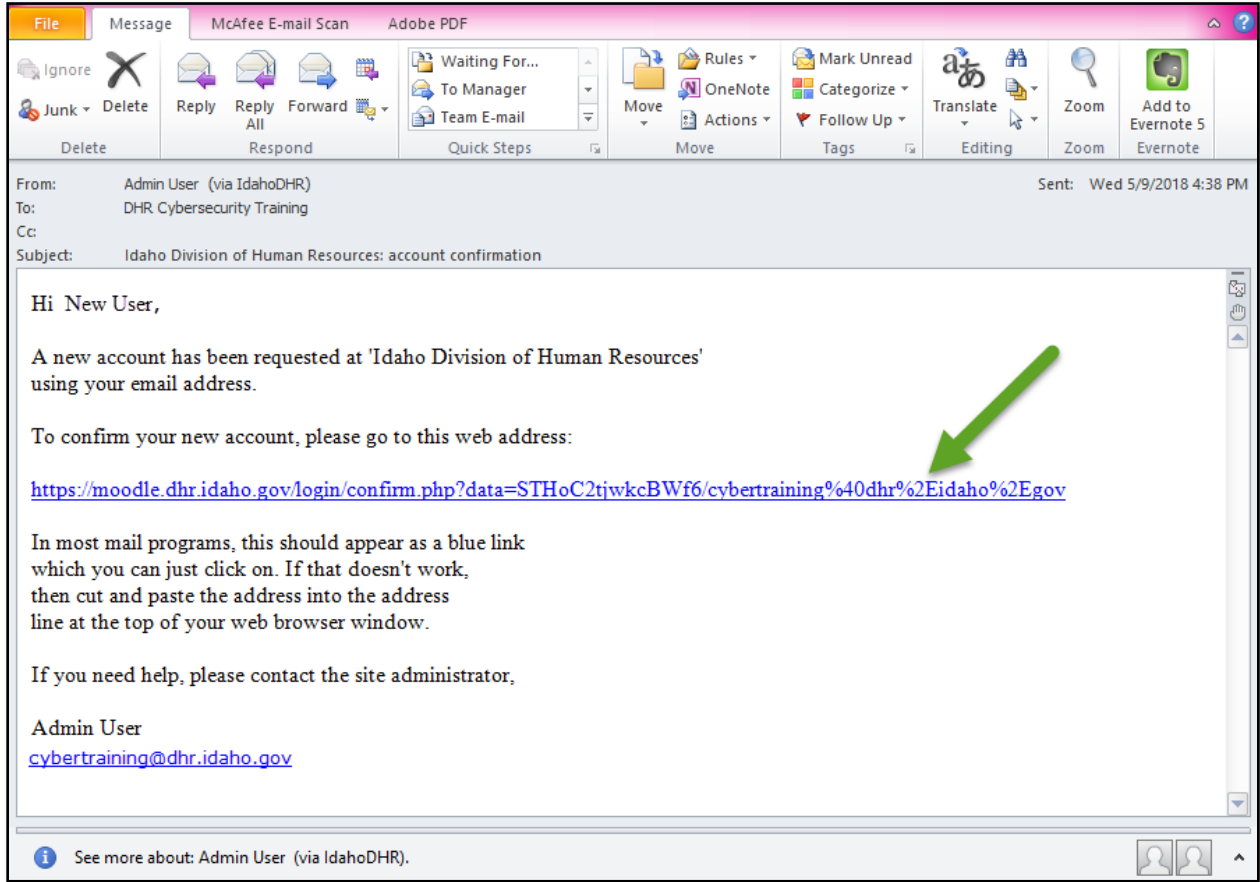 File Message McAfee E-mail Scan Adobe PDF
Ignore
Junk
Delete
Reply
Reply All
Forward
Waiting For...
To Manager
Team E-mail
Move
Rules
OneNote
Actions
Mark Unread
Categorize
Follow Up
Translate
Zoom
Add to
Evernote 5
Delete Respond Quick Steps Move Tags Editing Zoom Evernote
From: Admin User (via IdahoDHR) Sent: Wed 5/9/2018 4:38 PM
To: DHR Cybersecurity Training
Cc:
Subject: Idaho Division of Human Resources: account confirmation
Hi New User,
A new account has been requested at 'Idaho Division of Human Resources'
using your email address.
To confirm your new account, please go to this web address:
https://moodle.dhr.idaho.gov/login/confirm.php?data=STHoC2tjwkcBWf6/cybertraining%40dhr%2Eidaho%2Egov
In most mail programs, this should appear as a blue link
which you can just click on. If that doesn't work,
then cut and paste the address into the address
line at the top of your web browser window.
If you need help, please contact the site administrator,
Admin User
cybertraining@dhr.idaho.gov
See more about: Admin User (via IdahoDHR).